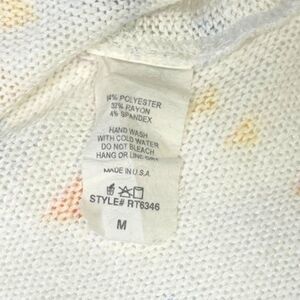 64% POLYESTER
32% RAYON
4% SPANDEX
HAND WASH
WITH COLD WATER
DO NOT BLEACH
HANG OR LINE DRY
MADE IN U.S.A.
STYLE# RT6346
M